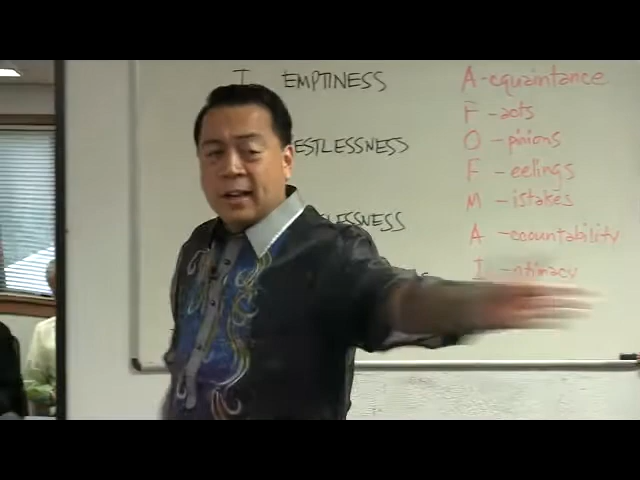 I EMPTINESS
ESTLESSNESS
LESSNESS
A-cquaintance
F-acts
O-pinions
F-eelings
M-istakes
A-ccountability
I-ntimacy